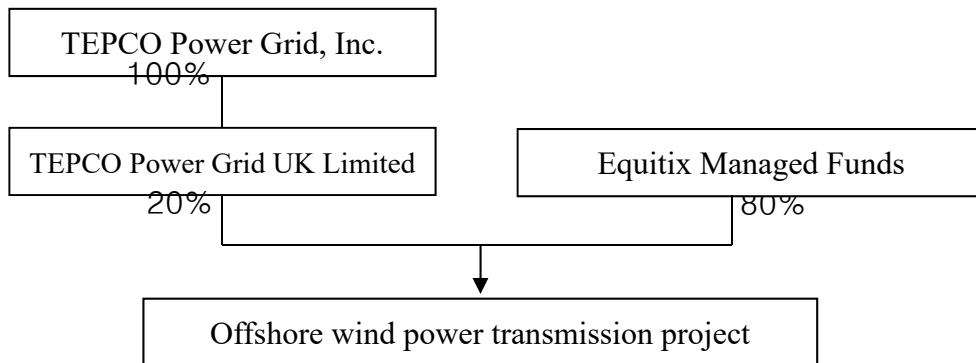 TEPCO Power Grid, Inc.
100%
TEPCO Power Grid UK Limited
Equitix Managed Funds
20%
80%
Offshore wind power transmission project